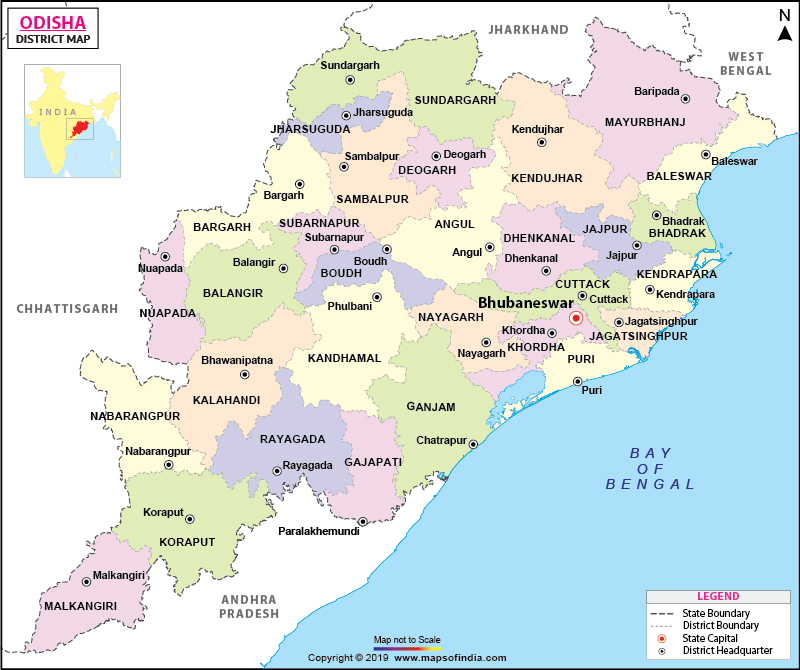 ODISHA
DISTRICT MAP
INDIA
N
JHARKHAND
WEST
BENGAL
Sundargarh
SUNDARGARH
Baripada
MAYURBHANJ
Jharsuguda
JHARSUGUDA
Kendujhar
KENDUJHAR
Sambalpur
SAMBALPUR
Deogarh
DEOGARH
Baleswar
BALESWAR
Bargarh
BARGARH
SUBARNAPUR
Subarnapur
ANGUL
Angul
DHENKANAL
Dhenkanal
JAJPUR
Jajpur
Bhadrak
BHADRAK
Nuapada
NUAPADA
Balangir
BALANGIR
Boudh
BOUDH
KENDRAPARA
Kendrapara
CUTTACK
Cuttack
Bhubaneswar
CHHATTISGARH
Phulbani
NAYAGARH
Nayagarh
Khordha
KHORDHA
Jagatsinghpur
JAGATSINGHPUR
PURI
Puri
KANDHAMAL
Bhawanipatna
KALAHANDI
GANJAM
Chatrapur
NABARANGPUR
Nabarangpur
RAYAGADA
Rayagada
GAJAPATI
Paralakhemundi
BAY
OF
BENGAL
Koraput
KORAPUT
Malkangiri
MALKANGIRI
ANDHRA
PRADESH
LEGEND
State Boundary
District Boundary
State Capital
District Headquarter
Map not to Scale
Copyright © 2019 www.mapsofindia.com